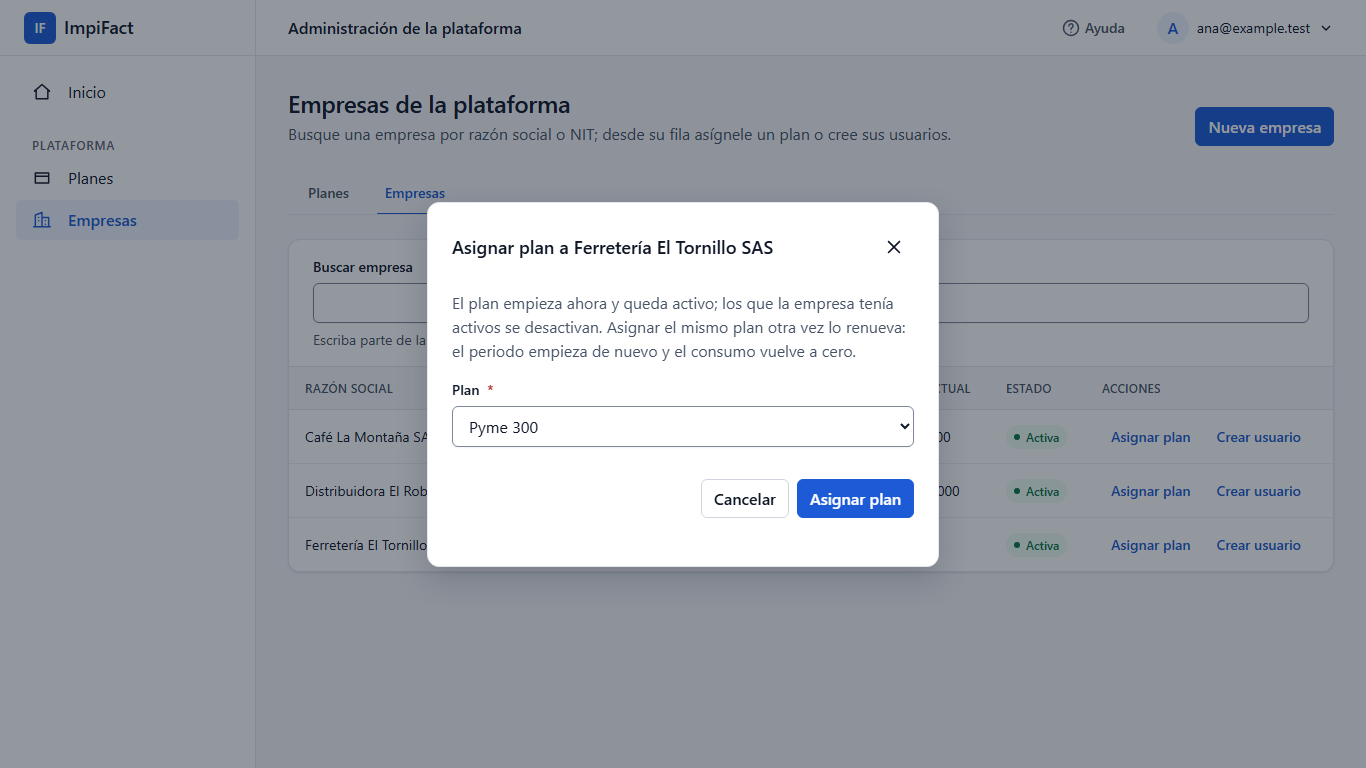 IF ImpiFact
Administración de la plataforma
Ayuda
A ana@example.test
Inicio
PLATAFORMA
Planes
Empresas
Empresas de la plataforma
Busque una empresa por razón social o NIT; desde su fila asígnele un plan o cree sus usuarios.
Nueva empresa
Planes Empresas
Buscar empresa
Escriba parte de la
RAZÓN SOCIAL ESTADO ACCIONES
Café La Montaña Activa Asignar plan Crear usuario
Distribuidora El Activa Asignar plan Crear usuario
Ferretería El Tornillo Activa Asignar plan Crear usuario
Asignar plan a Ferretería El Tornillo SAS
El plan empieza ahora y queda activo; los que la empresa tenía
activos se desactivan. Asignar el mismo plan otra vez lo renueva:
el periodo empieza de nuevo y el consumo vuelve a cero.
Plan *
Pyme 300
Cancelar Asignar plan